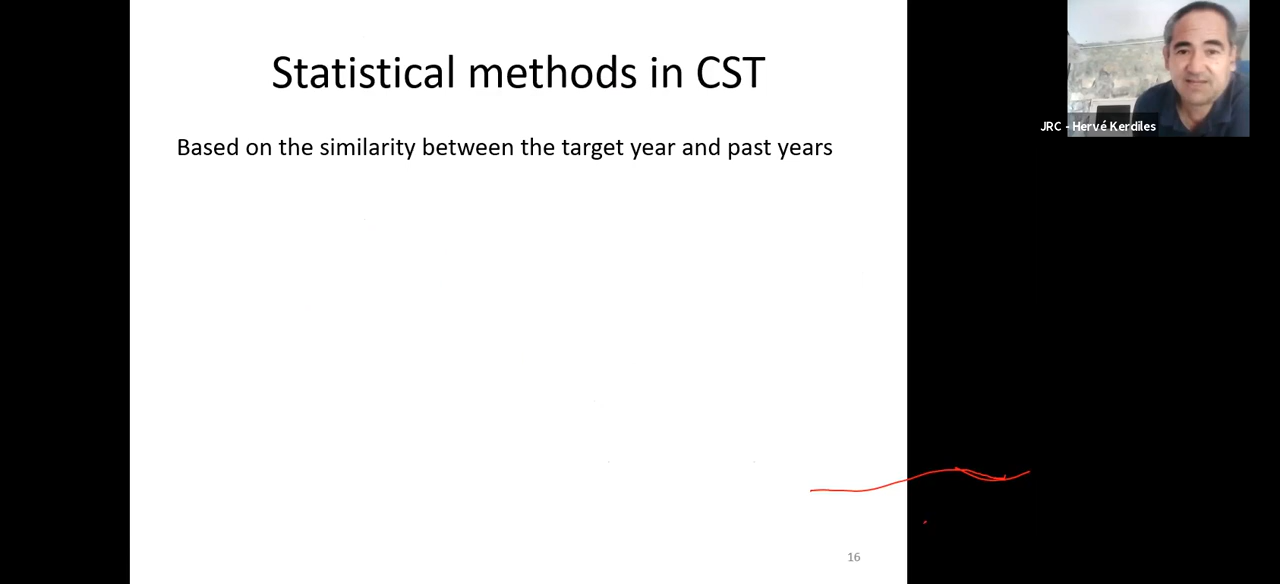 Statistical methods in CST
Based on the similarity between the target year and past years
JRC - Hervé Kerdiles
16